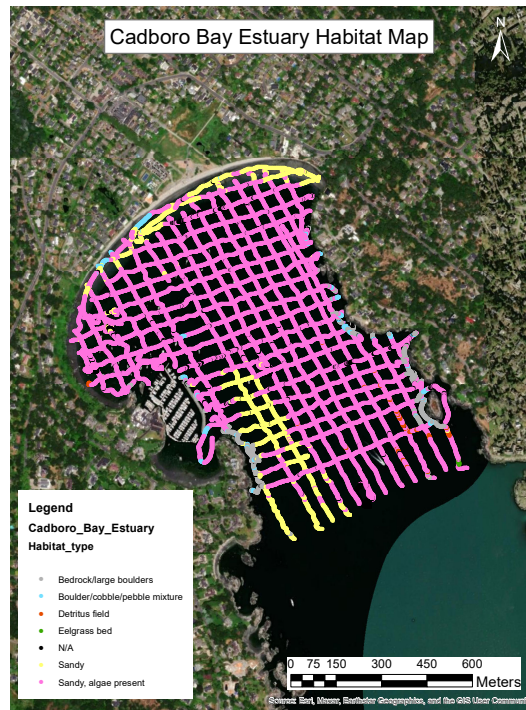 Cadboro Bay Estuary Habitat Map
N
Legend
Cadboro_Bay_Estuary
Habitat_type
Bedrock/large boulders
Boulder/cobble/pebble mixture
Detritus field
Eelgrass bed
N/A
Sandy
Sandy, algae present
0 75 150 300 450 600
Meters
Source: Esri, Maxar, Earthstar Geographics, and the GIS User Communi